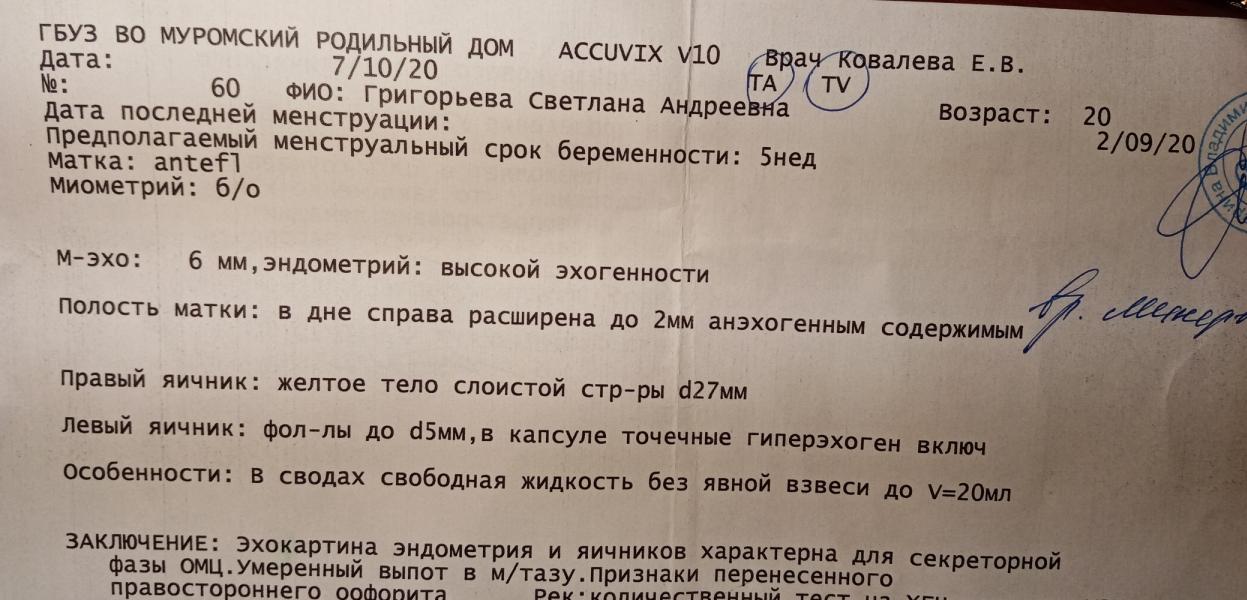 ГБУЗ ВО МУРОМСКИЙ РОДИЛЬНЫЙ ДОМ ACCUVIX V10 Врач Ковалева Е.В.
Дата: 7/10/20 TA TV
№: 60 ФИО: Григорьева Светлана Андреевна Возраст: 20
Дата последней менструации: 2/09/20
Предполагаемый менструальный срок беременности: 5нед
Матка: antefl
Миометрий: б/о
М-эхо: 6 мм,эндометрий: высокой эхогенности
Полость матки: в дне справа расширена до 2мм анэхогенным содержимым
Правый яичник: желтое тело слоистой стр-ры d27мм
Левый яичник: фол-лы до d5мм,в капсуле точечные гиперэхоген включ
Особенности: В сводах свободная жидкость без явной взвеси до V=20мл
ЗАКЛЮЧЕНИЕ: Эхокартина эндометрия и яичников характерна для секреторной
фазы ОМЦ.Умеренный выпот в м/тазу.Признаки перенесенного
правостороннего оофорита Рек:количественный тест на ХГЧ